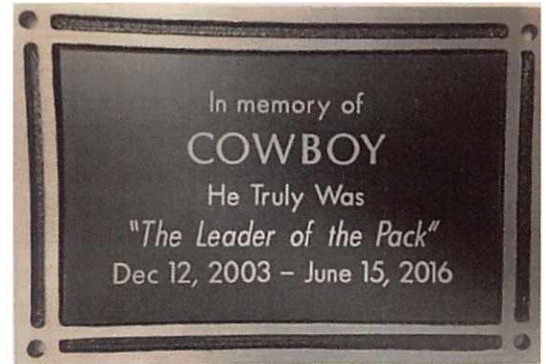 In memory of
COWBOY
He Truly Was
"The Leader of the Pack"
Dec 12, 2003 – June 15, 2016